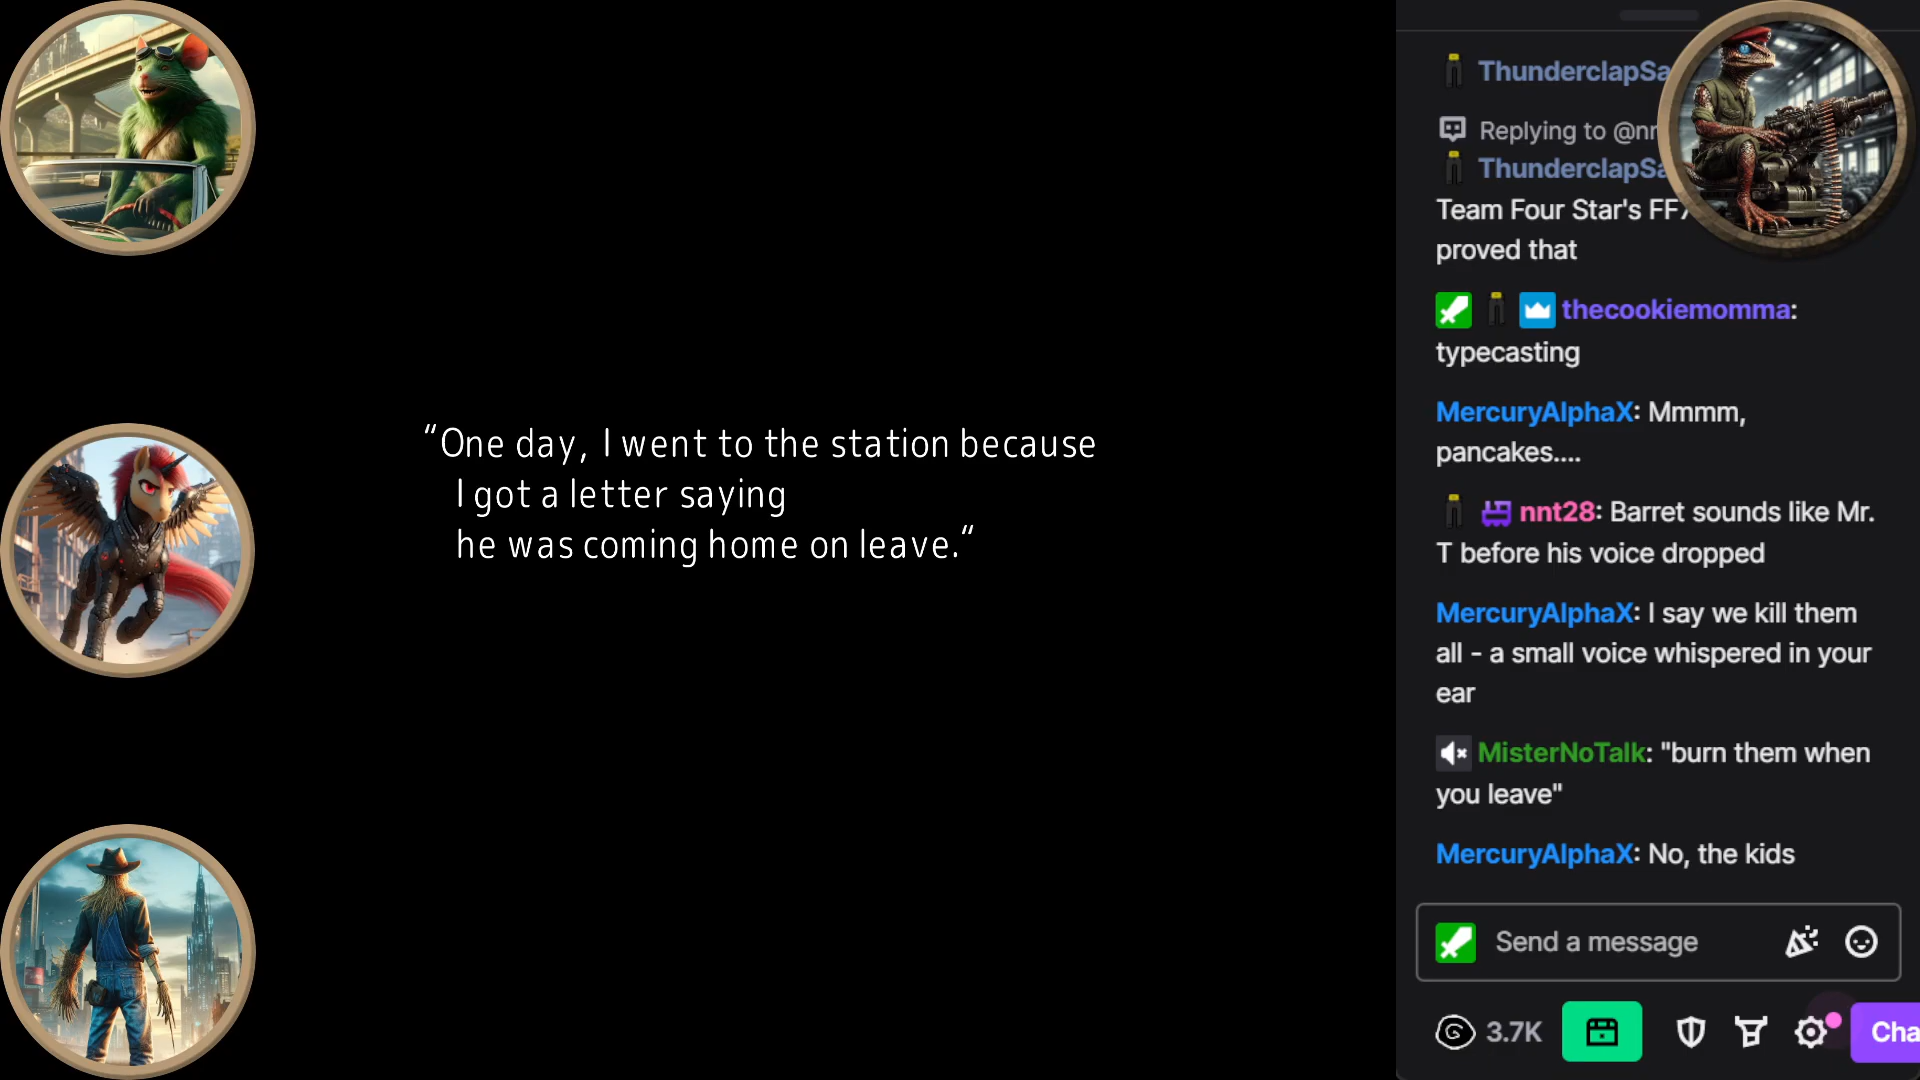 “One day, I went to the station because
I got a letter saying
he was coming home on leave.“
ThunderclapSa
Replying to @nr
ThunderclapSa
Team Four Star's FF7
proved that
thecookiemomma:
typecasting
MercuryAlphaX: Mmmm,
pancakes....
nnt28: Barret sounds like Mr.
T before his voice dropped
MercuryAlphaX: I say we kill them
all - a small voice whispered in your
ear
MisterNoTalk: "burn them when
you leave"
MercuryAlphaX: No, the kids
Send a message
3.7K
Cha